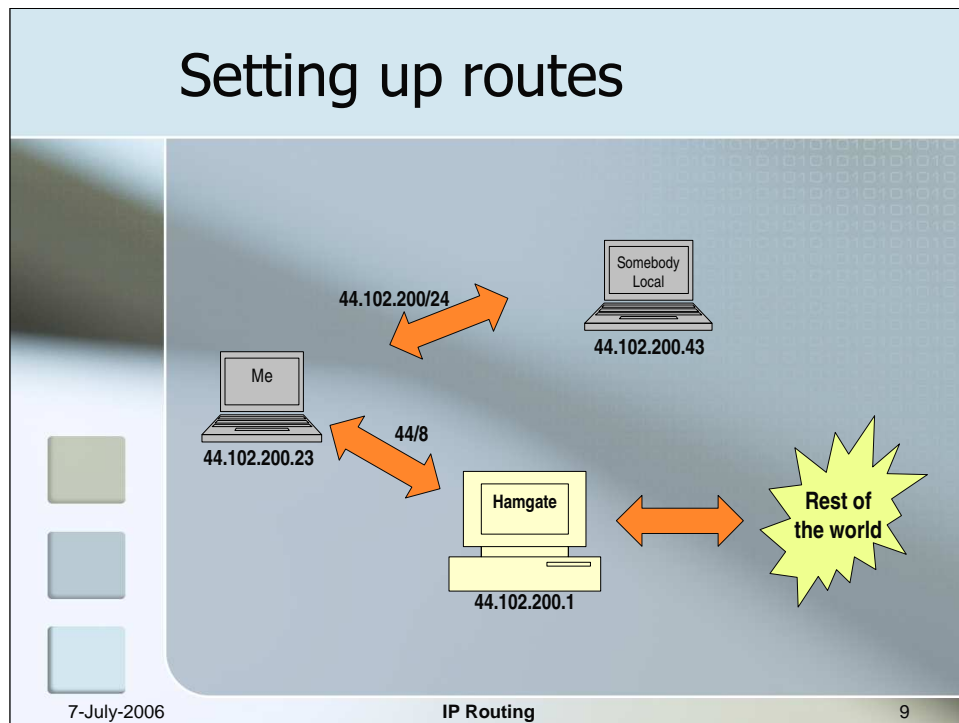 Setting up routes
Somebody
Local
44.102.200/24
44.102.200.43
Me
44/8
44.102.200.23
Hamgate
Rest of
the world
44.102.200.1
7-July-2006
IP Routing
9